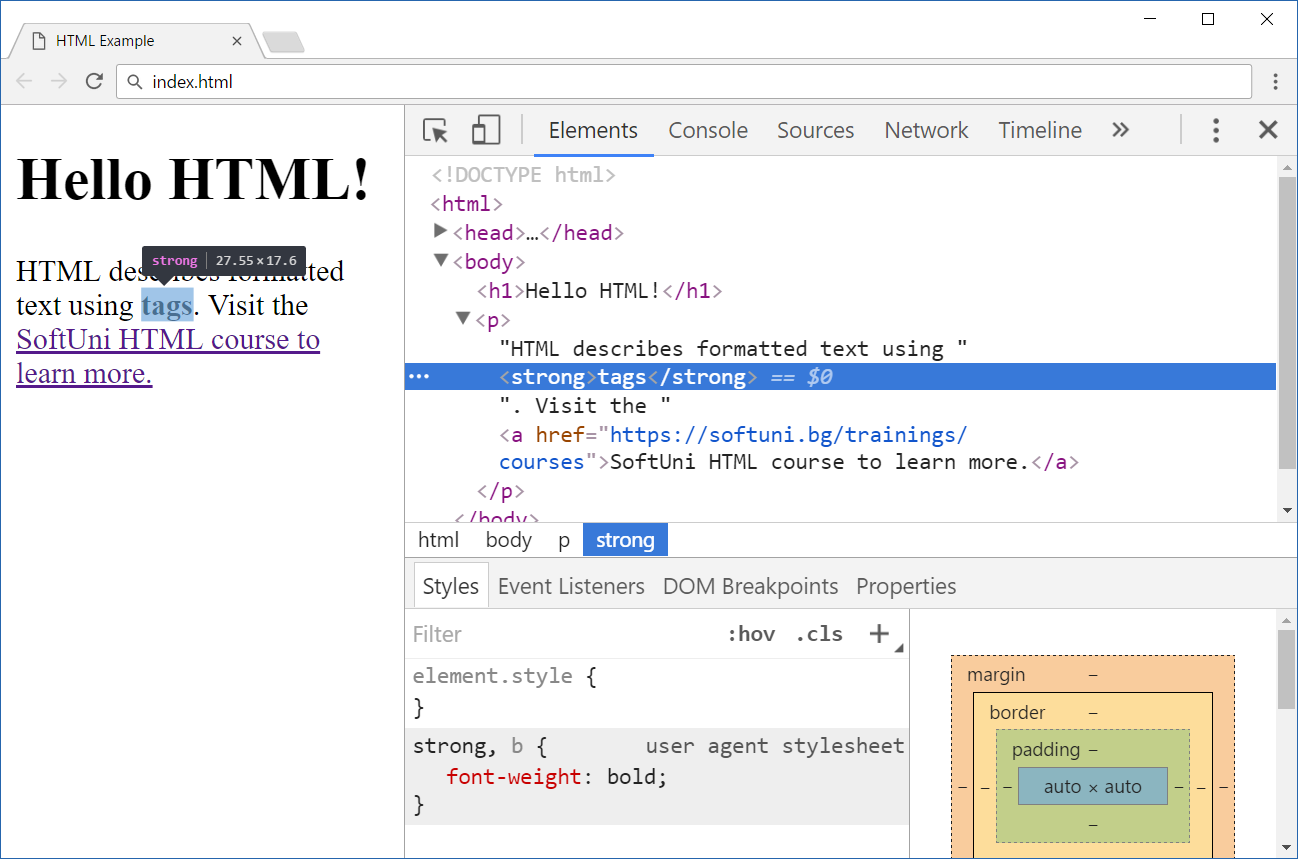 HTML Example
index.html
Hello HTML!
HTML describes formatted
text using tags. Visit the
SoftUni HTML course to
learn more.
strong 27.55×17.6
Elements Console Sources Network Timeline »
<!DOCTYPE html>
<html>
<head>…</head>
<body>
<h1>Hello HTML!</h1>
<p>
"HTML describes formatted text using "
<strong>tags</strong> == $0
". Visit the "
<a href="https://softuni.bg/trainings/
courses">SoftUni HTML course to learn more.</a>
</p>
</body>
html body p strong
Styles Event Listeners DOM Breakpoints Properties
Filter :hov .cls +
element.style {
}
strong, b { user agent stylesheet
font-weight: bold;
}
margin –
border –
padding –
– – – auto × auto – – –
–